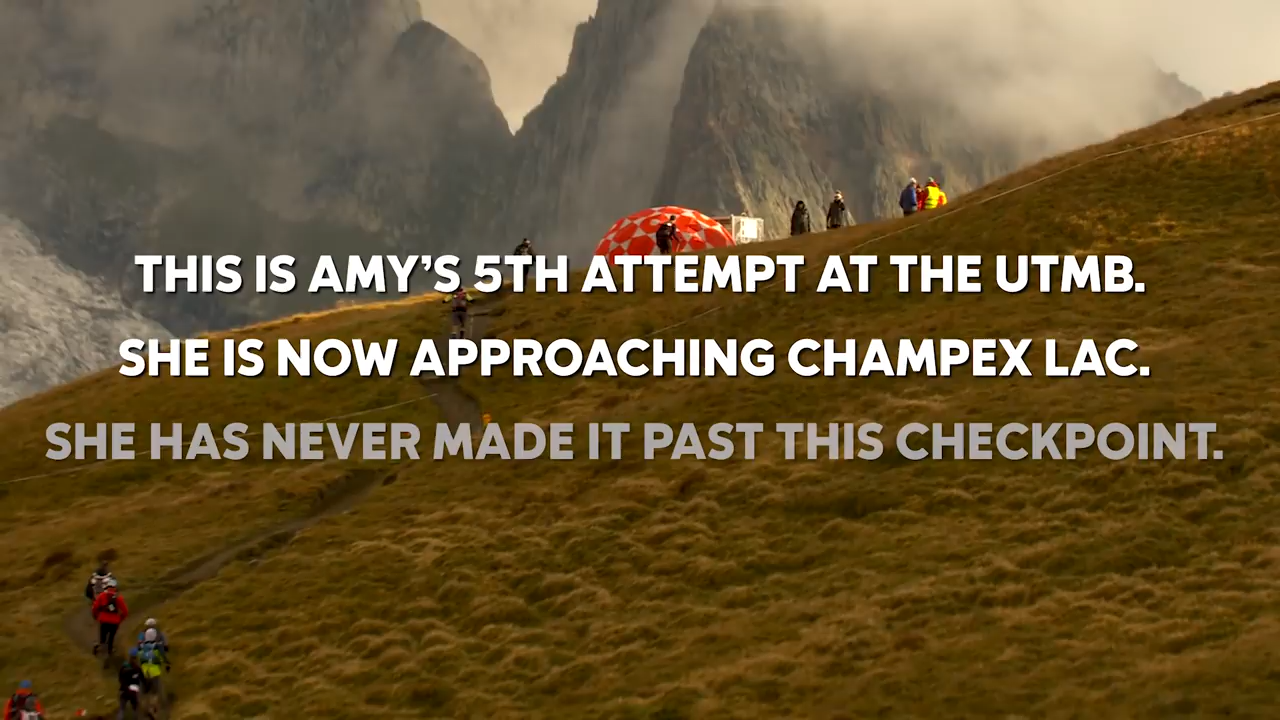 THIS IS AMY’S 5TH ATTEMPT AT THE UTMB.
SHE IS NOW APPROACHING CHAMPEX LAC.
SHE HAS NEVER MADE IT PAST THIS CHECKPOINT.